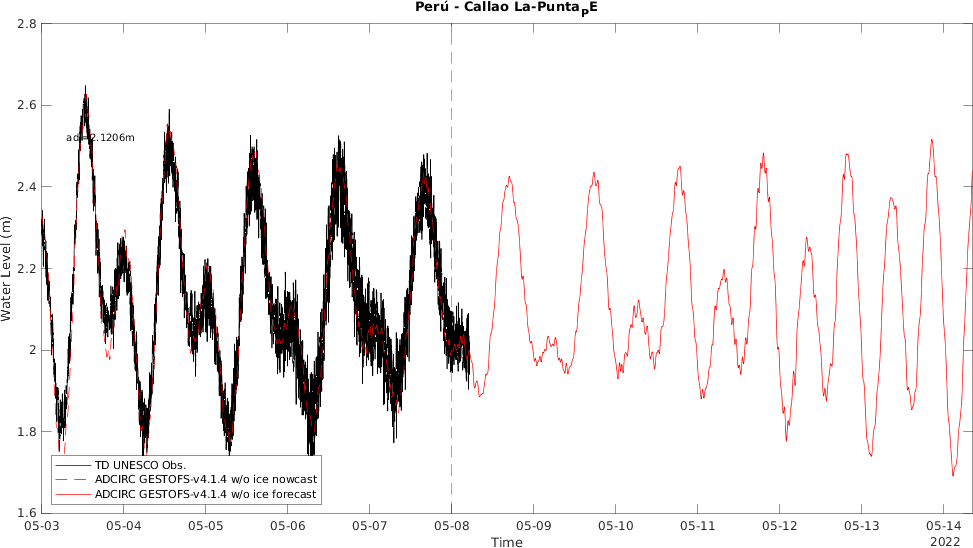 Perú - Callao La-PuntapE
2.8
2.6
2.4
2.2
2
1.8
1.6
Water Level (m)
adj=2.1206m
TD UNESCO Obs.
ADCIRC GESTOFS-v4.1.4 w/o ice nowcast
ADCIRC GESTOFS-v4.1.4 w/o ice forecast
05-03 05-04 05-05 05-06 05-07 05-08 05-09 05-10 05-11 05-12 05-13 05-14
Time
2022